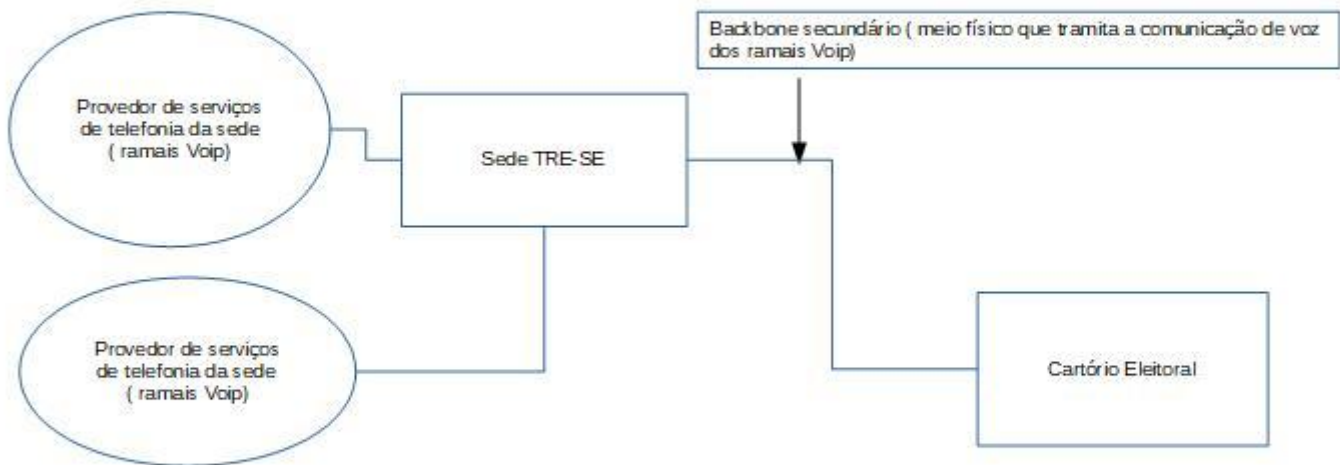 Backbone secundário ( meio físico que tramita a comunicação de voz
dos ramais Voip)
Provedor de serviços
de telefonia da sede
( ramais Voip)
Sede TRE-SE
Provedor de serviços
de telefonia da sede
( ramais Voip)
Cartório Eleitoral